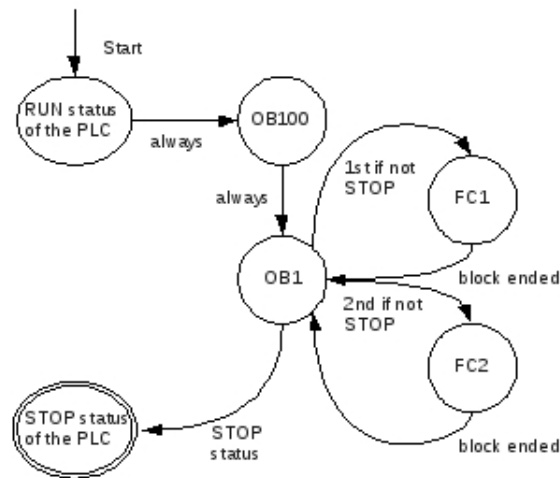 Start
RUN status
of the PLC
always
OB100
always
1st if not
STOP
FC1
OB1
block ended
2nd if not
STOP
FC2
STOP status
of the PLC
STOP
status
block ended